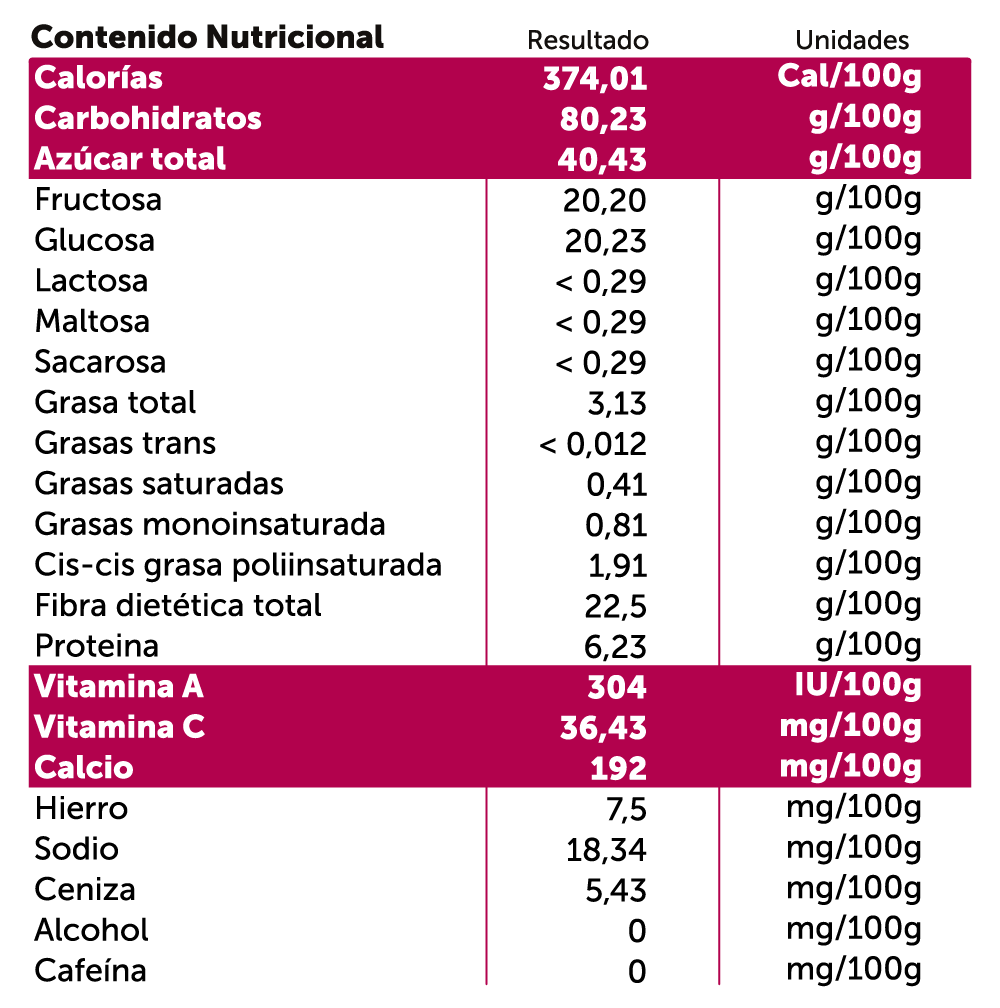 Contenido Nutricional Resultado Unidades
Calorías 374,01 Cal/100g
Carbohidratos 80,23 g/100g
Azúcar total 40,43 g/100g
Fructosa 20,20 g/100g
Glucosa 20,23 g/100g
Lactosa < 0,29 g/100g
Maltosa < 0,29 g/100g
Sacarosa < 0,29 g/100g
Grasa total 3,13 g/100g
Grasas trans < 0,012 g/100g
Grasas saturadas 0,41 g/100g
Grasas monoinsaturada 0,81 g/100g
Cis-cis grasa poliinsaturada 1,91 g/100g
Fibra dietética total 22,5 g/100g
Proteina 6,23 g/100g
Vitamina A 304 IU/100g
Vitamina C 36,43 mg/100g
Calcio 192 mg/100g
Hierro 7,5 mg/100g
Sodio 18,34 mg/100g
Ceniza 5,43 mg/100g
Alcohol 0 mg/100g
Cafeína 0 mg/100g